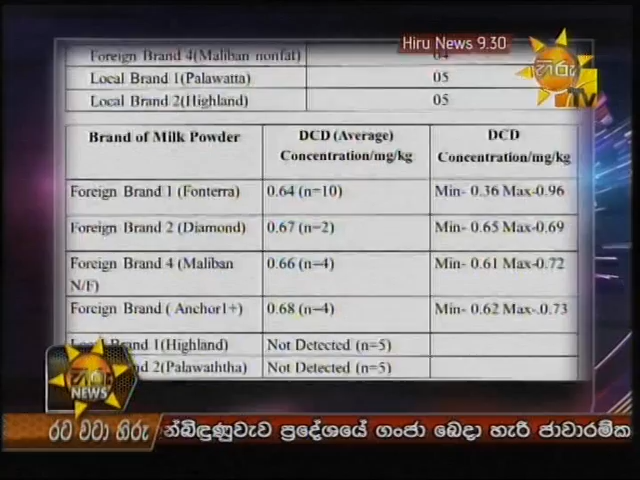 Hiru News 9.30
Foreign Brand 4(Maliban nonfat) 04
Local Brand 1(Palawatta) 05
Local Brand 2(Highland) 05
හිරු
TV
Brand of Milk Powder DCD (Average) Concentration/mg/kg DCD Concentration/mg/kg
Foreign Brand 1 (Fonterra) 0.64 (n=10) Min- 0.36 Max-0.96
Foreign Brand 2 (Diamond) 0.67 (n=2) Min- 0.65 Max-0.69
Foreign Brand 4 (Maliban N/F) 0.66 (n=4) Min- 0.61 Max-0.72
Foreign Brand ( Anchor1+) 0.68 (n=4) Min- 0.62 Max-.0.73
Brand 1(Highland) Not Detected (n=5)
2(Palawaththa) Not Detected (n=5)
හිරු
NEWS
රට වටා හිරු
න්බිඳුණුවැව ප්‍රදේශයේ ගංජා බෙදා හැරි ජාවාරම්ක